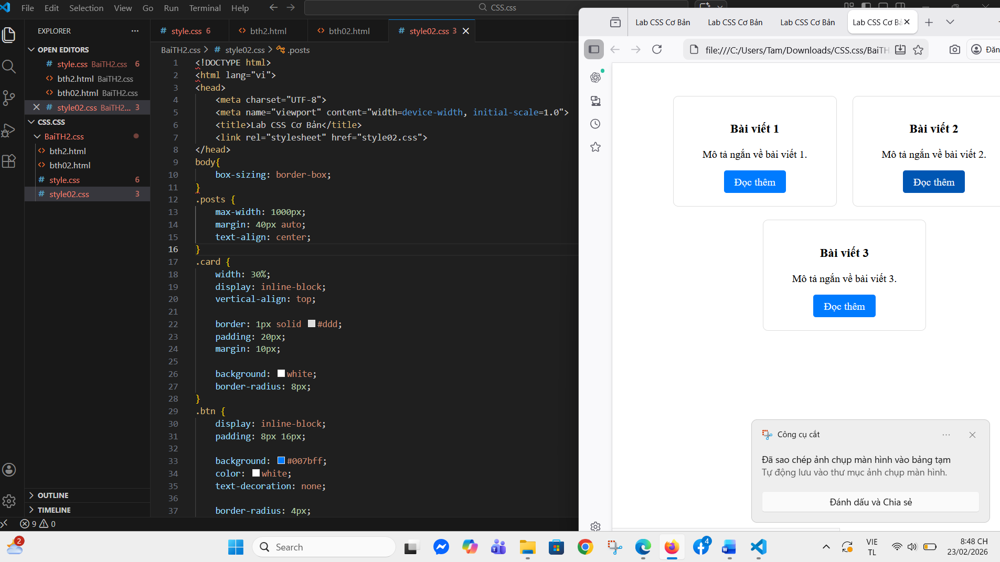 File Edit Selection View Go Run Terminal Help
CSS.css
EXPLORER
OPEN EDITORS
style.css BaiTH2.css 6
bth2.html BaiTH2.css
bth02.html BaiTH2.css
style02.css BaiTH2... 3
CSS.CSS
BaiTH2.css
bth2.html
bth02.html
style.css 6
style02.css 3
OUTLINE
TIMELINE
9 0
style.css 6
bth2.html
bth02.html
style02.css 3
BaiTH2.css > style02.css > .posts
1 <!DOCTYPE html>
2 <html lang="vi">
3 <head>
4 <meta charset="UTF-8">
5 <meta name="viewport" content="width=device-width, initial-scale=1.0">
6 <title>Lab CSS Cơ Bản</title>
7 <link rel="stylesheet" href="style02.css">
8 </head>
9 body{
10 box-sizing: border-box;
11 }
12 .posts {
13 max-width: 1000px;
14 margin: 40px auto;
15 text-align: center;
16 }
17 .card {
18 width: 30%;
19 display: inline-block;
20 vertical-align: top;
21
22 border: 1px solid #ddd;
23 padding: 20px;
24 margin: 10px;
25
26 background: white;
27 border-radius: 8px;
28 }
29 .btn {
30 display: inline-block;
31 padding: 8px 16px;
32
33 background: #007bff;
34 color: white;
35 text-decoration: none;
36
37 border-radius: 4px;
Lab CSS Cơ Bản
Lab CSS Cơ Bản
Lab CSS Cơ Bản
Lab CSS Cơ Bả
file:///C:/Users/Tam/Downloads/CSS.css/BaiTH
Đăn
Bài viết 1
Mô tả ngắn về bài viết 1.
Đọc thêm
Bài viết 2
Mô tả ngắn về bài viết 2.
Đọc thêm
Bài viết 3
Mô tả ngắn về bài viết 3.
Đọc thêm
Công cụ cắt
Đã sao chép ảnh chụp màn hình vào bảng tạm
Tự động lưu vào thư mục ảnh chụp màn hình.
Đánh dấu và Chia sẻ
2
Search
4
VIE
TL
8:48 CH
23/02/2026